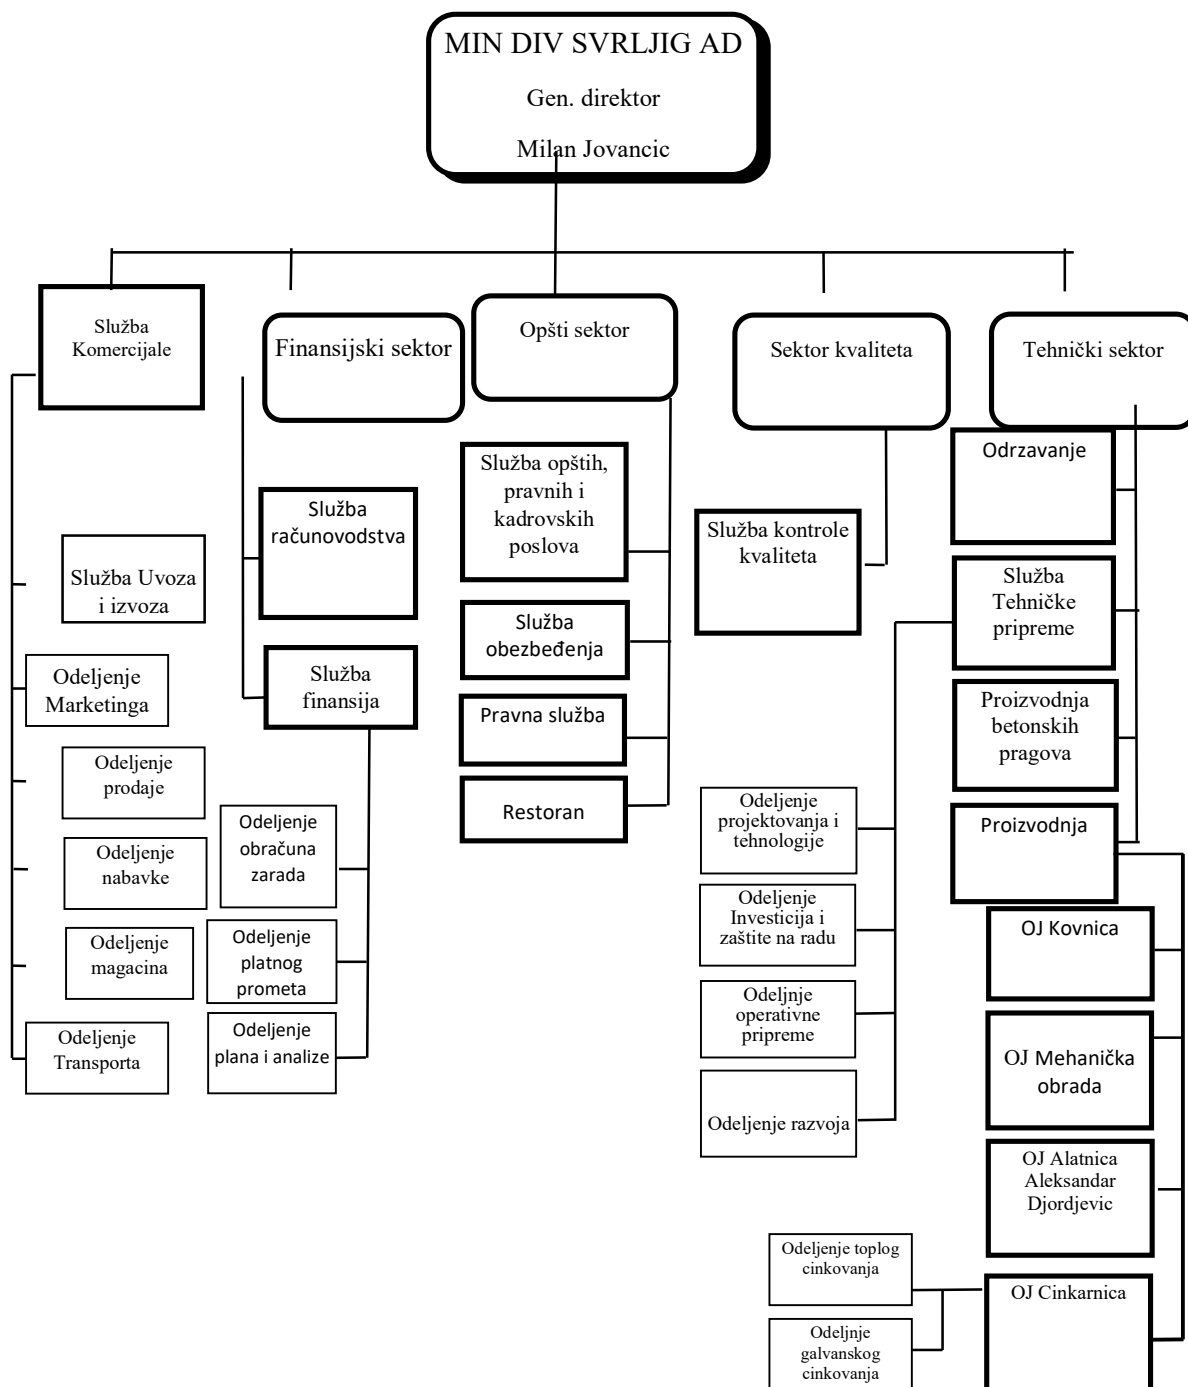 MIN DIV SVRLJIG AD
Gen. direktor
Milan Jovancic
Služba
Komercijale
Finansijski sektor
Opšti sektor
Sektor kvaliteta
Tehnički sektor
Služba Uvoza
i izvoza
Odeljenje
Marketinga
Odeljenje
prodaje
Odeljenje
nabavke
Odeljenje
magacina
Odeljenje
Transporta
Služba
računovodstva
Služba
finansija
Odeljenje
obračuna
zarada
Odeljenje
platnog
prometa
Odeljenje
plana i analize
Služba opštih,
pravnih i
kadrovskih
poslova
Služba
obezbeđenja
Pravna služba
Restoran
Služba kontrole
kvaliteta
Odrzavanje
Služba
Tehničke
pripreme
Proizvodnja
betonskih
pragova
Proizvodnja
Odeljenje
projektovanja i
tehnologije
Odeljenje
Investicija i
zaštite na radu
Odeljnje
operativne
pripreme
Odeljenje razvoja
OJ Kovnica
OJ Mehanička
obrada
OJ Alatnica
Aleksandar
Djordjevic
OJ Cinkarnica
Odeljenje toplog
cinkovanja
Odeljnje
galvanskog
cinkovanja